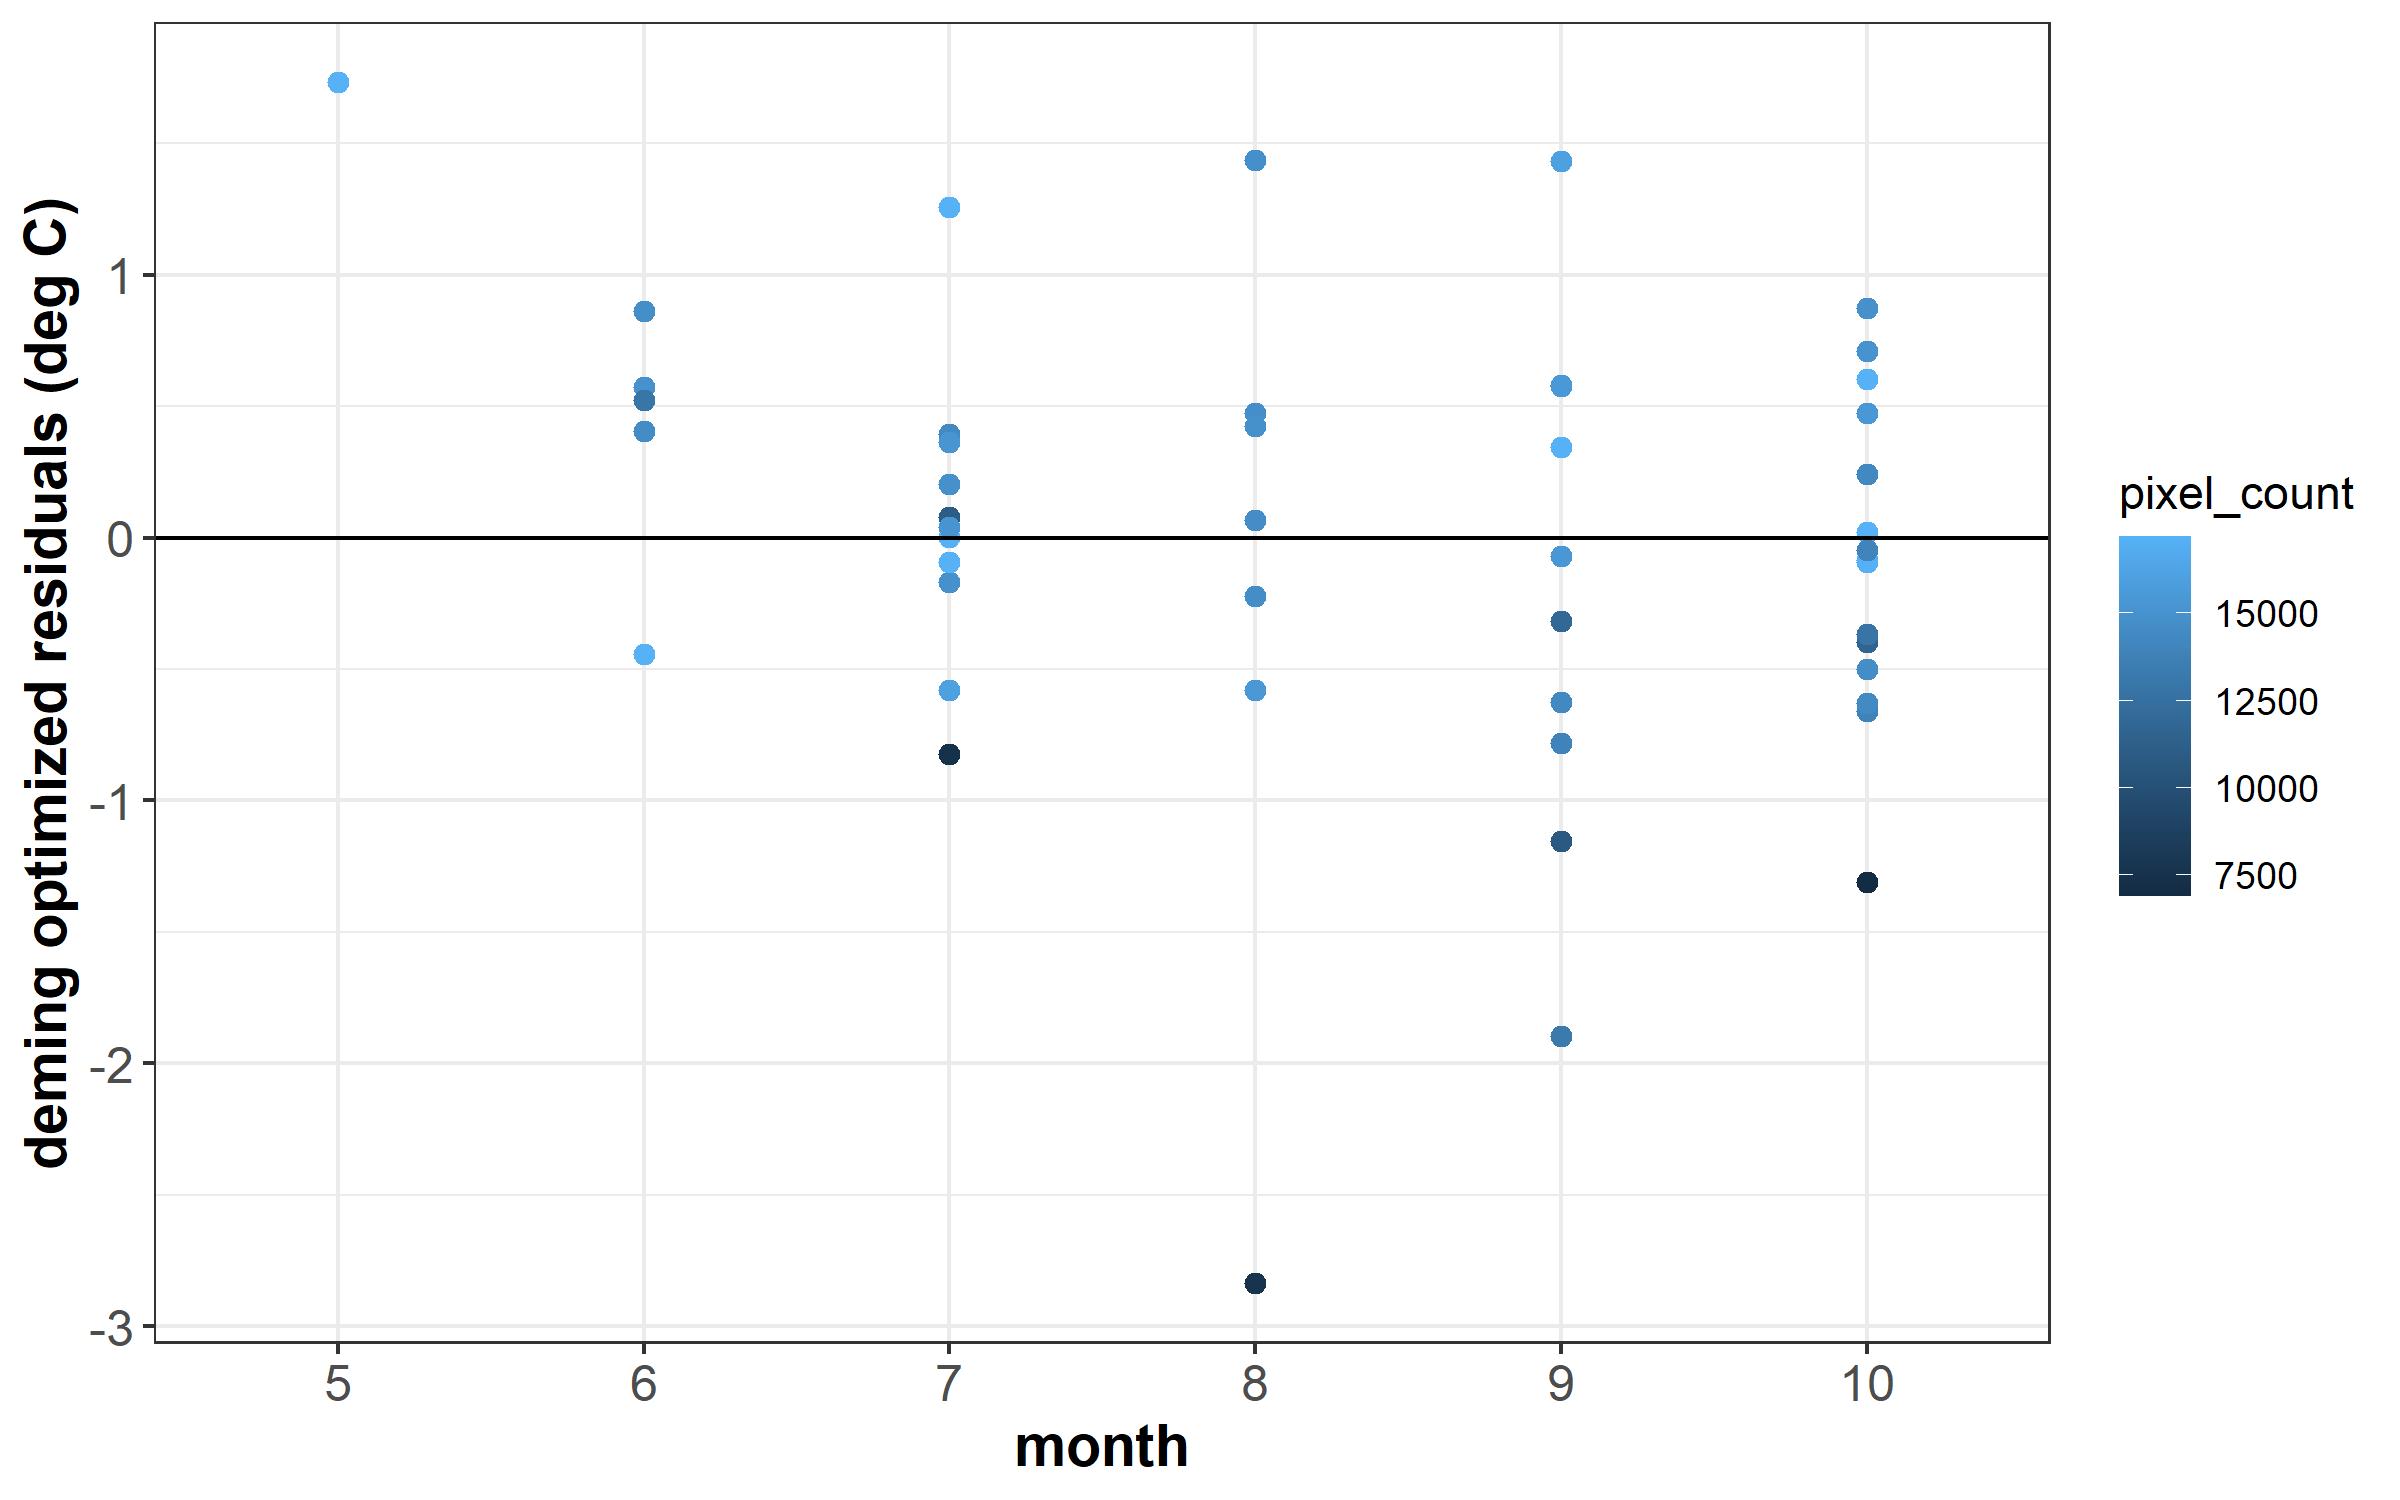 deming optimized residuals (deg C)
1
0
-1
-2
-3
5 6 7 8 9 10
month
pixel_count
15000
12500
10000
7500